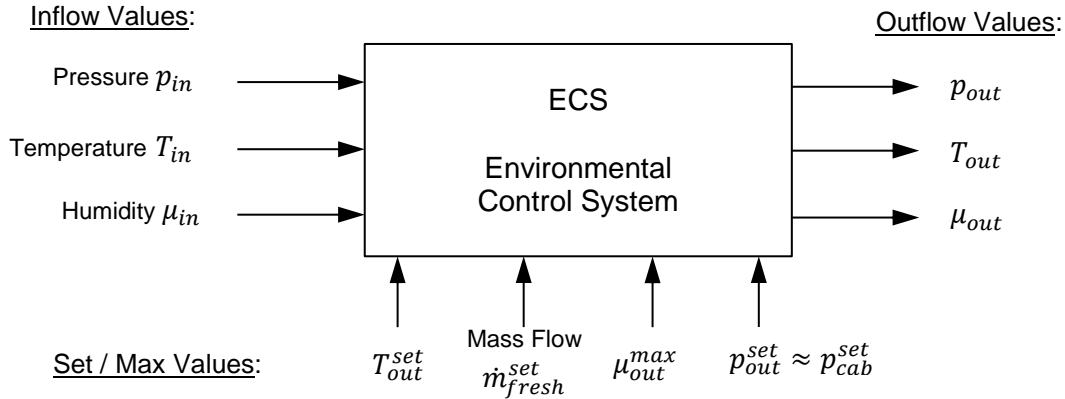 Inflow Values:
Outflow Values:
Pressure p_in
p_out
ECS
Temperature T_in
T_out
Environmental
Control System
Humidity μ_in
μ_out
Mass Flow
Set / Max Values:
T_out^set
ṁ_fresh^set
μ_out^max
p_out^set ≈ p_cab^set